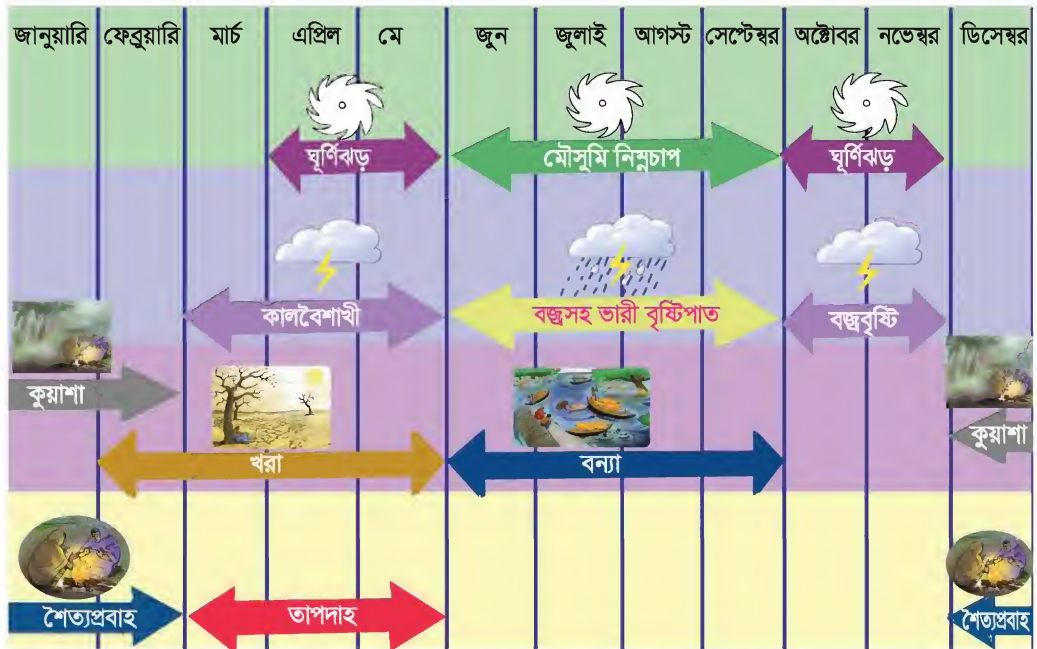 জানুয়ারি ফেব্রুয়ারি মার্চ এপ্রিল মে জুন জুলাই আগস্ট সেপ্টেম্বর অক্টোবর নভেম্বর ডিসেম্বর
ঘূর্ণিঝড় মৌসুমি নিম্নচাপ ঘূর্ণিঝড়
কালবৈশাখী বজ্রসহ ভারী বৃষ্টিপাত বজ্রবৃষ্টি
কুয়াশা
কুয়াশা
খরা বন্যা
শৈত্যপ্রবাহ তাপদাহ শৈত্যপ্রবাহ